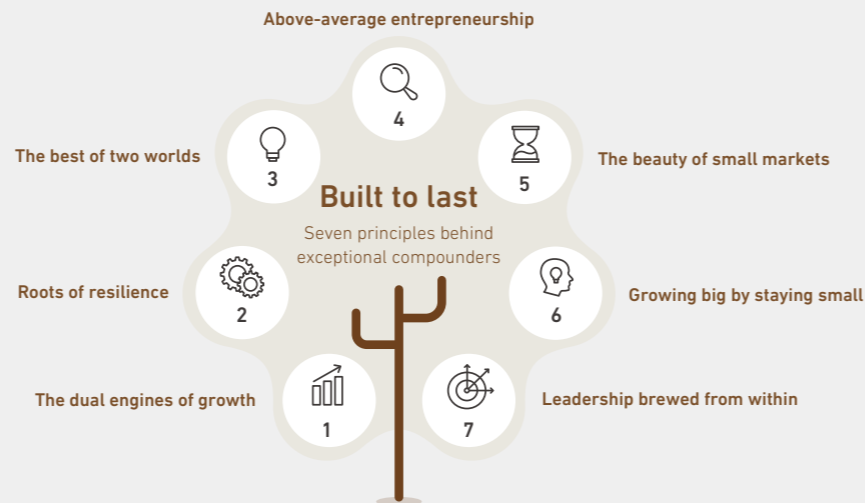 Above-average entrepreneurship
4
The best of two worlds
3
5
The beauty of small markets
Built to last
Seven principles behind
exceptional compounders
Roots of resilience
2
6
Growing big by staying small
The dual engines of growth
1
7
Leadership brewed from within